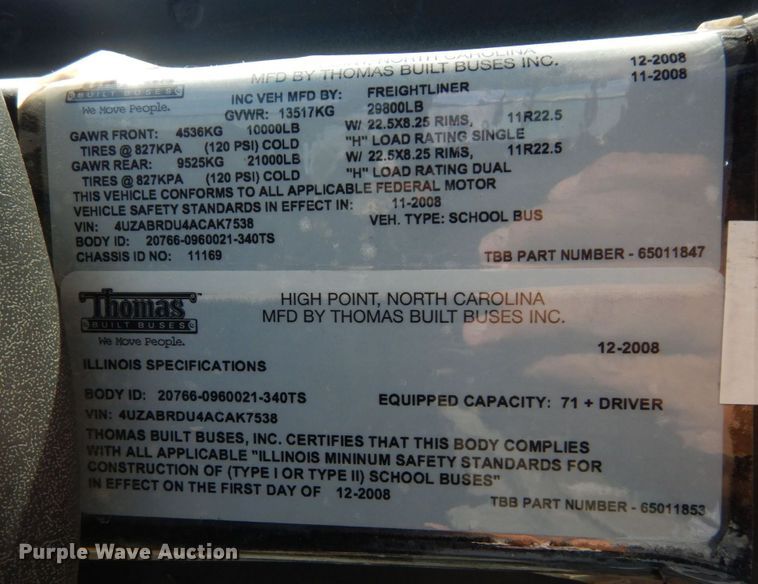 , NORTH CAROLINA
MFD BY THOMAS BUILT BUSES INC. 12-2008
BUILT BUSES 11-2008
We Move People.
INC VEH MFD BY: FREIGHTLINER
GVWR: 13517KG 29800LB
GAWR FRONT: 4536KG 10000LB W/ 22.5X8.25 RIMS, 11R22.5
TIRES @ 827KPA (120 PSI) COLD "H" LOAD RATING SINGLE
GAWR REAR: 9525KG 21000LB W/ 22.5X8.25 RIMS, 11R22.5
TIRES @ 827KPA (120 PSI) COLD "H" LOAD RATING DUAL
THIS VEHICLE CONFORMS TO ALL APPLICABLE FEDERAL MOTOR
VEHICLE SAFETY STANDARDS IN EFFECT IN: 11-2008
VIN: 4UZABRDU4ACAK7538 VEH. TYPE: SCHOOL BUS
BODY ID: 20766-0960021-340TS
CHASSIS ID NO: 11169 TBB PART NUMBER - 65011847
Thomas
BUILT BUSES
We Move People.
HIGH POINT, NORTH CAROLINA
MFD BY THOMAS BUILT BUSES INC.
12-2008
ILLINOIS SPECIFICATIONS
BODY ID: 20766-0960021-340TS EQUIPPED CAPACITY: 71 + DRIVER
VIN: 4UZABRDU4ACAK7538
THOMAS BUILT BUSES, INC. CERTIFIES THAT THIS BODY COMPLIES
WITH ALL APPLICABLE "ILLINOIS MININUM SAFETY STANDARDS FOR
CONSTRUCTION OF (TYPE I OR TYPE II) SCHOOL BUSES"
IN EFFECT ON THE FIRST DAY OF 12-2008
TBB PART NUMBER - 65011853
Purple Wave Auction